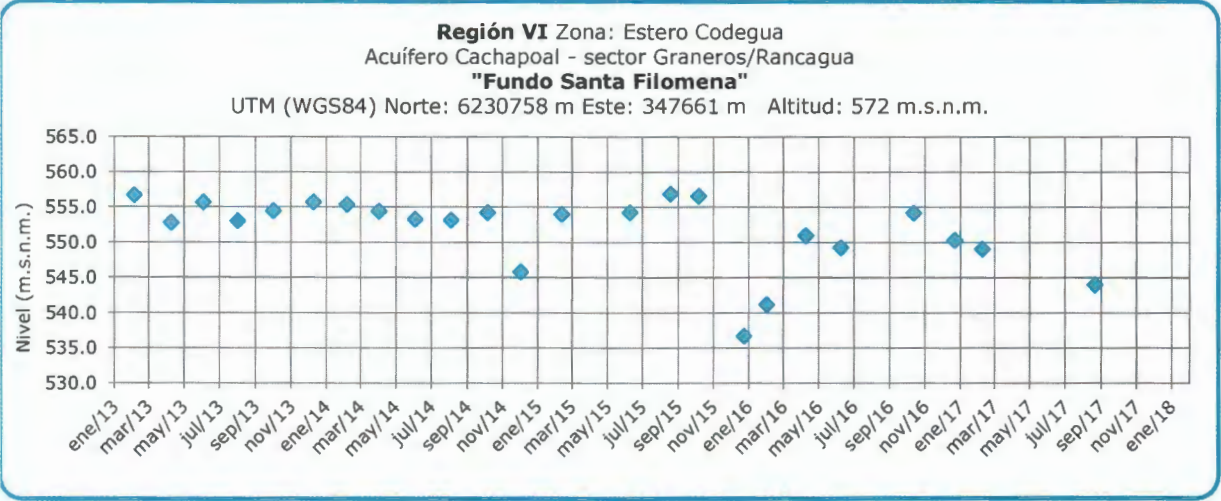 Región VI Zona: Estero Codegua
Acuífero Cachapoal - sector Graneros/Rancagua
"Fundo Santa Filomena"
UTM (WGS84) Norte: 6230758 m Este: 347661 m Altitud: 572 m.s.n.m.
Nivel (m.s.n.m.)
565.0
560.0
555.0
550.0
545.0
540.0
535.0
530.0
ene/13 mar/13 may/13 jul/13 sep/13 nov/13 ene/14 mar/14 may/14 jul/14 sep/14 nov/14 ene/15 mar/15 may/15 jul/15 sep/15 nov/15 ene/16 mar/16 may/16 jul/16 sep/16 nov/16 ene/17 mar/17 may/17 jul/17 sep/17 nov/17 ene/18